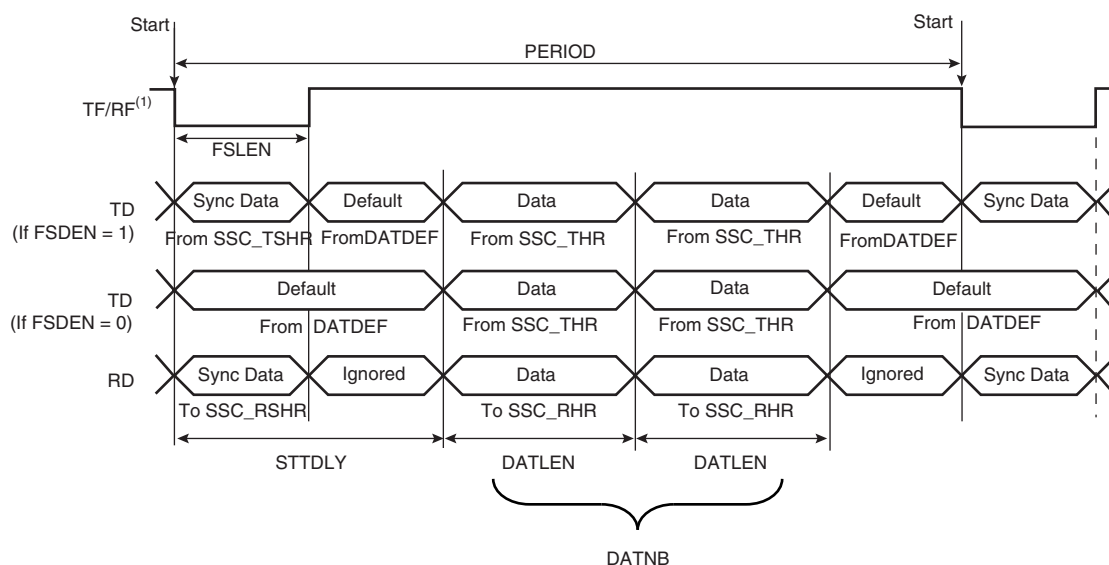 Start
Start
PERIOD
TF/RF(1)
FSLEN
TD
(If FSDEN = 1)
Sync Data
Default
Data
Data
Default
Sync Data
From SSC_TSHR
FromDATDEF
From SSC_THR
From SSC_THR
FromDATDEF
TD
(If FSDEN = 0)
Default
Data
Data
Default
From DATDEF
From SSC_THR
From SSC_THR
From DATDEF
RD
Sync Data
Ignored
Data
Data
Ignored
Sync Data
To SSC_RSHR
To SSC_RHR
To SSC_RHR
STTDLY
DATLEN
DATLEN
DATNB